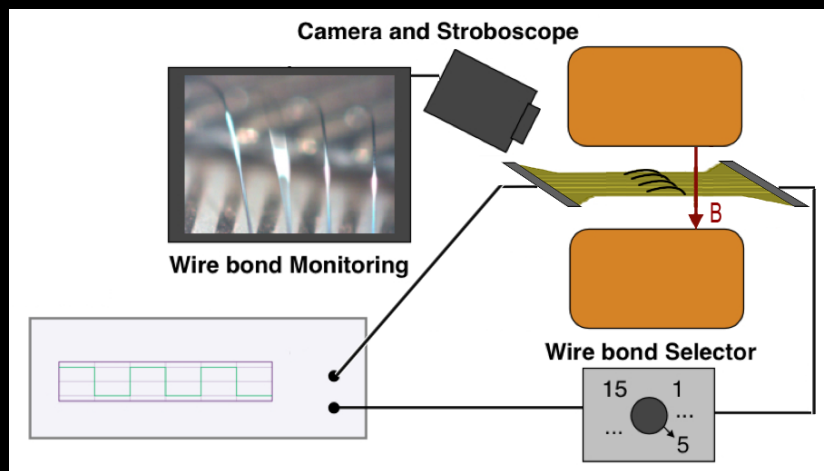 Camera and Stroboscope
Wire bond Monitoring
B
Wire bond Selector
15 1
... ...
5